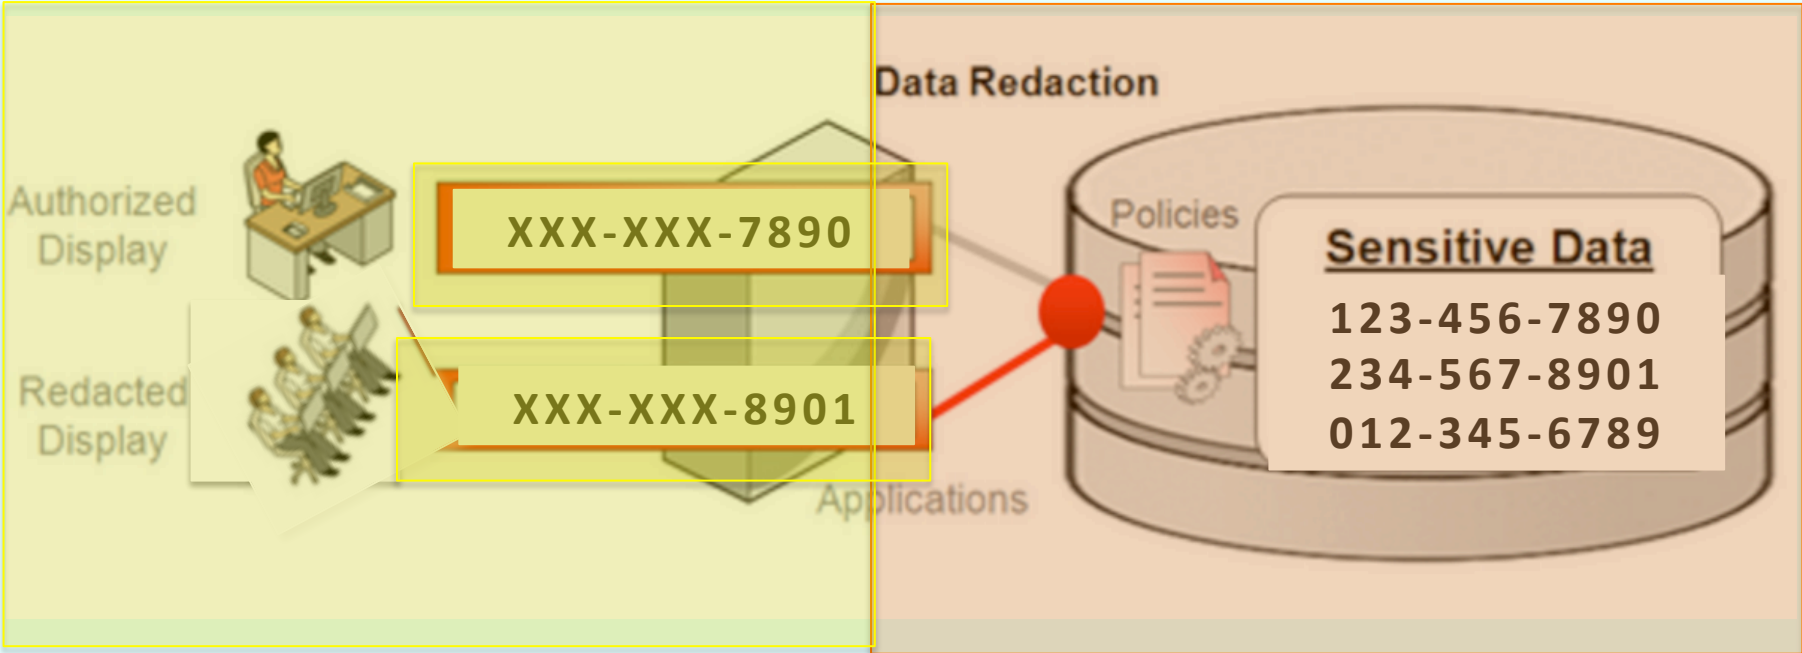 Data Redaction
Authorized
Display
XXX-XXX-7890
Redacted
Display
XXX-XXX-8901
Applications
Policies
Sensitive Data
123-456-7890
234-567-8901
012-345-6789